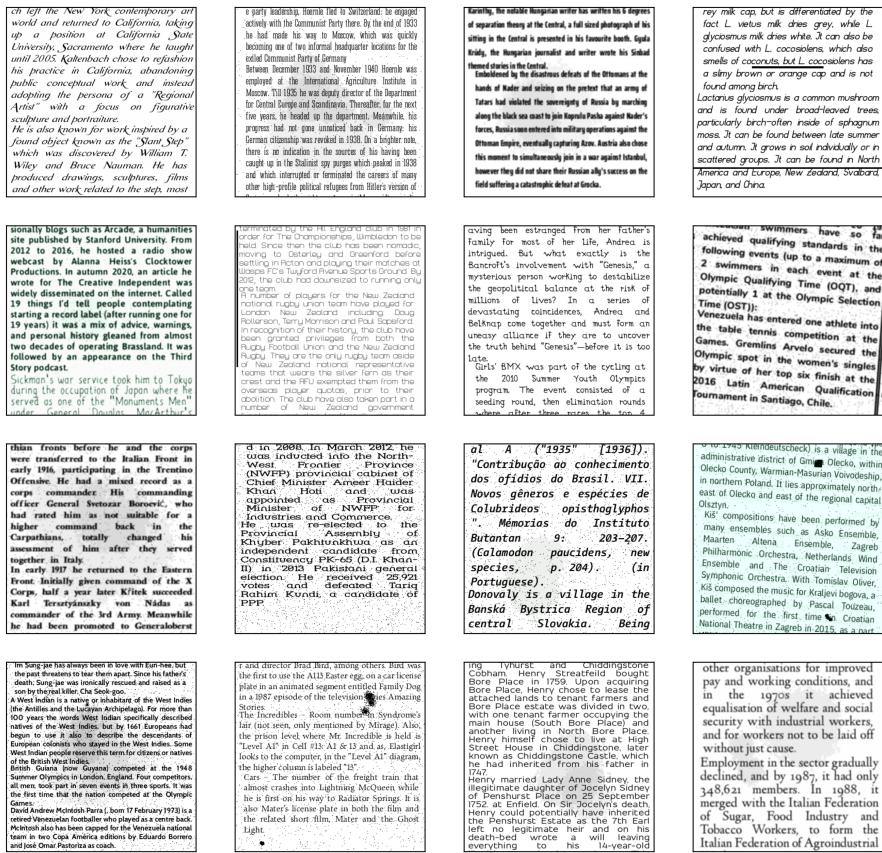 ch left the New York contemporary art
world and returned to California, taking
up a position at California State
University, Sacramento where he taught
until 2005. Kaltenbach chose to refashion
his practice in California, abandoning
public conceptual work and instead
adopting the persona of a "Regional
Artist" with a focus on figurative
sculpture and portraiture.
He is also known for work inspired by a
found object known as the "Slant Step"
which was discovered by William T.
Wiley and Bruce Nauman. He has
produced drawings, sculptures, films
and other work related to the step, most
e party leadership, Hoernle fled to Switzerland; be engaged
actively with the Communist Party there. By the end of 1933
he had made his way to Moscow, which was quickly
becoming one of two informal headquarter locations for the
exiled Communist Party of Germany
Between December 1933 and November 1940 Hoernle was
employed of the International Agriculture Institute in
Moscow. Till 1935 he was deputy director of the Department
for Central Europe and Scandinavia. Thereafter, for the next
five years, he headed up the department. Meanwhile, his
progress had not gone unnoticed back in Germany: his
German citizenship was revoked in 1938. On a brighter note,
there is no indication in the sources of his having been
caught up in the Stalinist spy purges which peaked in 1938
and which interrupted or terminated the careers of many
other high-profile political refugees from Hitler's version of
Karinthy, the notable Hungarian writer has written his 6 degrees
of separation theory at the Central, a full sized photograph of his
sitting in the Central is presented in his favourite booth. Gyula
Krúdy, the Hungarian journalist and writer wrote his Sinbad
themed stories in the Central.
Emboldened by the disastrous defeats of the Ottomans at the
hands of Nader and seizing on the pretext that an army of
Tatars had violated the sovereignty of Russia by marching
along the black sea coast to join Koprulu Pasha against Nader's
forces, Russia soon entered into military operations against the
Ottoman Empire, eventually capturing Azov. Austria also chose
this moment to simultaneously join in a war against Istanbul,
however they did not share their Russian ally's success on the
field suffering a catastrophic defeat at Grocka.
rey milk cap, but is differentiated by the
fact L. vietus milk dries grey, while L.
glyciosmus milk dries white. It can also be
confused with L. cocosiolens, which also
smells of coconuts, but L. cocosiolens has
a slimy brown or orange cap and is not
found among birch.
Lactarius glyciosmus is a common mushroom
and is found under broad-leaved trees,
particularly birch–often inside of sphagnum
moss. It can be found between late summer
and autumn. It grows in soil individually or in
scattered groups. It can be found in North
America and Europe, New Zealand, Svalbard,
Japan, and China.
sionally blogs such as Arcade, a humanities
site published by Stanford University. From
2012 to 2016, he hosted a radio show
webcast by Alanna Heiss's Clocktower
Productions. In autumn 2020, an article he
wrote for The Creative Independent was
widely disseminated on the internet. Called
19 things I'd tell people contemplating
starting a record label (after running one for
19 years) it was a mix of advice, warnings,
and personal history gleaned from almost
two decades of operating Brassland. It was
followed by an appearance on the Third
Story podcast.
Sickman's war service took him to Tokyo
during the occupation of Japan where he
served as one of the "Monuments Men"
under General Douglas MacArthur's
terminated by the All England club in 1981 in
order for The Championships, Wimbledon to be
held. Since then the club has been nomadic,
moving to Osterley and Greenford before
settling in Acton and playing their matches at
Wasps FC's Twyford Avenue Sports Ground. By
2012, the club had downsized to running only
one team.
A number of players for the New Zealand
national rugby union team have played for
London New Zealand including Doug
Rollerson, Terry Morrison and Paul Sapsford.
In recognition of their history, the club have
been granted privileges from both the
Rugby Football Union and the New Zealand
Rugby. They are the only rugby team aside
of New Zealand national representative
teams that wears the silver fern as their
crest and the RFU exempted them from the
overseas player quotas, prior to their
abolition. The club have also taken part in a
number of New Zealand government
aving been estranged from her father's
family for most of her life, Andrea is
intrigued. But what exactly is the
Bancroft's involvement with "Genesis," a
mysterious person working to destabilize
the geopolitical balance at the risk of
millions of lives? In a series of
devastating coincidences, Andrea and
Belknap come together and must form an
uneasy alliance if they are to uncover
the truth behind "Genesis"—before it is too
late.
Girls' BMX was part of the cycling at
the 2010 Summer Youth Olympics
program. The event consisted of a
seeding round, then elimination rounds
where after three races the top 4
swimmers have so far
achieved qualifying standards in the
following events (up to a maximum of
2 swimmers in each event at the
Olympic Qualifying Time (OQT), and
potentially 1 at the Olympic Selection
Time (OST)):
Venezuela has entered one athlete into
the table tennis competition at the
Games. Gremlins Arvelo secured the
Olympic spot in the women's singles
by virtue of her top six finish at the
2016 Latin American Qualification
Tournament in Santiago, Chile.
thian fronts before he and the corps
were transferred to the Italian Front in
early 1916, participating in the Trentino
Offensive. He had a mixed record as a
corps commander. His commanding
officer General Svetozar Boroević, who
had rated him as not suitable for a
higher command back in the
Carpathians, totally changed his
assessment of him after they served
together in Italy.
In early 1917 he returned to the Eastern
Front. Initially given command of the X
Corps, half a year later Křitek succeeded
Karl Tersztyánszky von Nádas as
commander of the 3rd Army. Meanwhile
he had been promoted to Generaloberst
d in 2008. In March 2012, he
was inducted into the North-
West Frontier Province
(NWFP) provincial cabinet of
Chief Minister Ameer Haider
Khan Hoti and was
appointed as Provincial
Minister of NWFP for
Industries and Commerce.
He was re-elected to the
Provincial Assembly of
Khyber Pakhtunkhwa as an
independent candidate from
Constituency PK-65 (D.I. Khan-
II) in 2013 Pakistani general
election. He received 25,921
votes and defeated Tariq
Rahim Kundi, a candidate of
PPP.
al A ("1935" [1936]).
"Contribução ao conhecimento
dos ofídios do Brasil. VII.
Novos gêneros e espécies de
Colubrideos opisthoglyphos
". Mémorias do Instituto
Butantan 9: 203–207.
(Calamodon paucidens, new
species, p. 204). (in
Portuguese).
Donovaly is a village in the
Banská Bystrica Region of
central Slovakia. Being
o to 1945 Kleindeutscheck) is a village in the
administrative district of Gmina Olecko, within
Olecko County, Warmian-Masurian Voivodeship,
in northern Poland. It lies approximately north-
east of Olecko and east of the regional capital
Olsztyn.
Kiš' compositions have been performed by
many ensembles such as Asko Ensemble,
Maarten Altena Ensemble, Zagreb
Philharmonic Orchestra, Netherlands Wind
Ensemble and The Croatian Television
Symphonic Orchestra. With Tomislav Oliver,
Kiš composed the music for Kraljevi bogova, a
ballet choreographed by Pascal Touzeau,
performed for the first time in Croatian
National Theatre in Zagreb in 2015, as a part
Im Sung-jae has always been in love with Eun-hee, but
the past threatens to tear them apart. Since his father's
death, Sung-jae was ironically rescued and raised as a
son by the real killer, Cha Seok-goo.
A West Indian is a native or inhabitant of the West Indies
(the Antilles and the Lucayan Archipelago). For more than
100 years the words West Indian specifically described
natives of the West Indies, but by 1661 Europeans had
begun to use it also to describe the descendants of
European colonists who stayed in the West Indies. Some
West Indian people reserve this term for citizens or natives
of the British West Indies.
British Guiana (now Guyana) competed at the 1948
Summer Olympics in London, England. Four competitors,
all men, took part in seven events in three sports. It was
the first time that the nation competed at the Olympic
Games.
David Andrew McIntosh Parra (, born 17 February 1973) is a
retired Venezuelan footballer who played as a centre back.
McIntosh also has been capped for the Venezuela national
team in two Copa América editions by Eduardo Borrero
and José Omar Pastoriza as coach.
r and director Brad Bird, among others. Bird was
the first to use the A113 Easter egg, on a car license
plate in an animated segment entitled Family Dog
in a 1987 episode of the television series Amazing
Stories.
The Incredibles – Room number in Syndrome's
lair (not seen, only mentioned by Mirage). Also,
the prison level where Mr. Incredible is held is
"Level A1" in Cell #13: A1 & 13 and as, Elastigirl
looks to the computer, in the "Level A1" diagram,
the higher column is labeled "13".
Cars – The number of the freight train that
almost crashes into Lightning McQueen, while
he is first on his way to Radiator Springs. It is
also Mater's license plate in both the film and
the related short film, Mater and the Ghost
Light.
ing Tyhurst and Chiddingstone
Cobham. Henry Streatfeild bought
Bore Place in 1759. Upon acquiring
Bore Place, Henry chose to lease the
attached lands to tenant farmers and
Bore Place estate was divided in two,
with one tenant farmer occupying the
main house (South Bore Place) and
another living in North Bore Place.
Henry himself chose to live at High
Street House in Chiddingstone, later
known as Chiddingstone Castle, which
he had inherited from his father in
1747.
Henry married Lady Anne Sidney, the
illegitimate daughter of Jocelyn Sidney
of Penshurst Place on 25 September
1752, at Enfield. On Sir Jocelyn's death,
Henry could potentially have inherited
the Penshurst Estate as the 7th Earl
left no legitimate heir and on his
death-bed wrote a will leaving
everything to his 14-year-old
other organisations for improved
pay and working conditions, and
in the 1970s it achieved
equalisation of welfare and social
security with industrial workers,
and for workers not to be laid off
without just cause.
Employment in the sector gradually
declined, and by 1987, it had only
348,621 members. In 1988, it
merged with the Italian Federation
of Sugar, Food Industry and
Tobacco Workers, to form the
Italian Federation of Agroindustrial